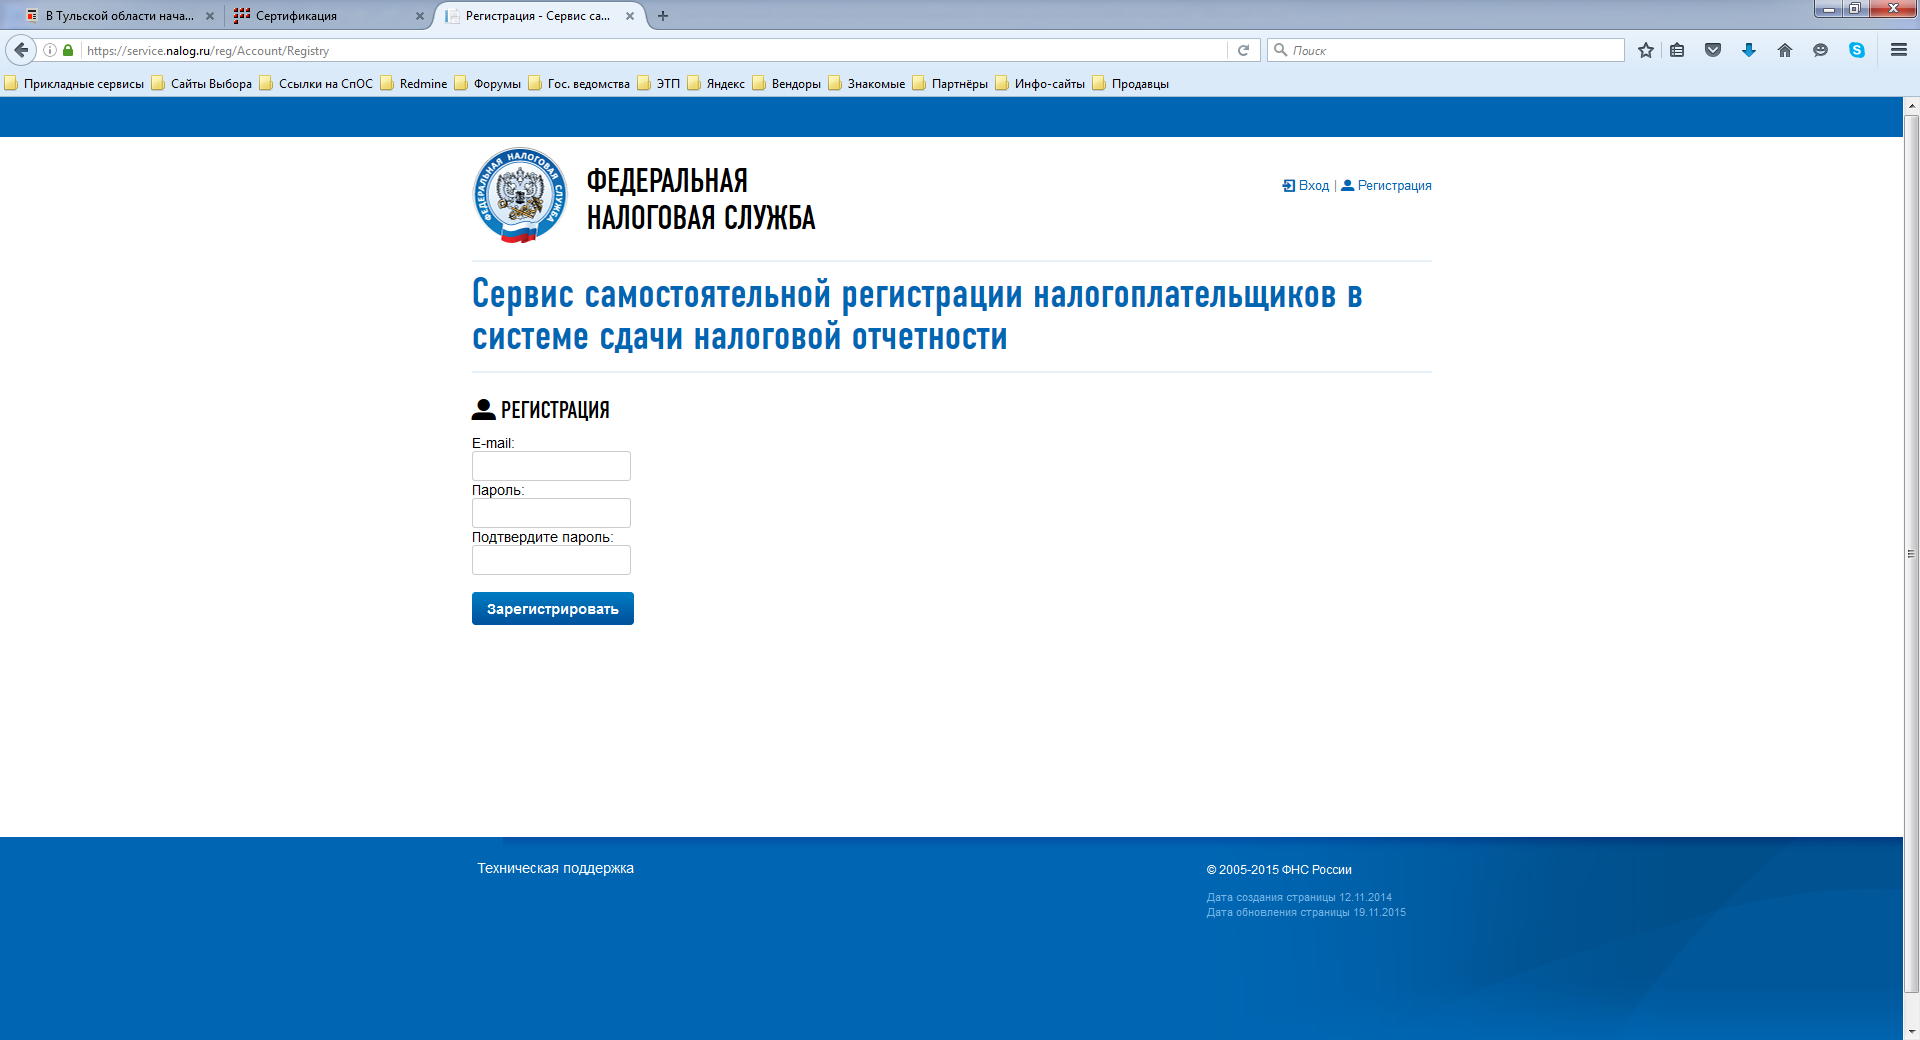 В Тульской области нача...
Сертификация
Регистрация - Сервис са...
https://service.nalog.ru/reg/Account/Registry
Поиск
Прикладные сервисы Сайты Выбора Ссылки на СпОС Redmine Форумы Гос. ведомства ЭТП Яндекс Вендоры Знакомые Партнёры Инфо-сайты Продавцы
ФЕДЕРАЛЬНАЯ НАЛОГОВАЯ СЛУЖБА
ФЕДЕРАЛЬНАЯ
НАЛОГОВАЯ СЛУЖБА
Вход | Регистрация
Сервис самостоятельной регистрации налогоплательщиков в
системе сдачи налоговой отчетности
РЕГИСТРАЦИЯ
E-mail:
Пароль:
Подтвердите пароль:
Зарегистрировать
Техническая поддержка
© 2005-2015 ФНС России
Дата создания страницы 12.11.2014
Дата обновления страницы 19.11.2015